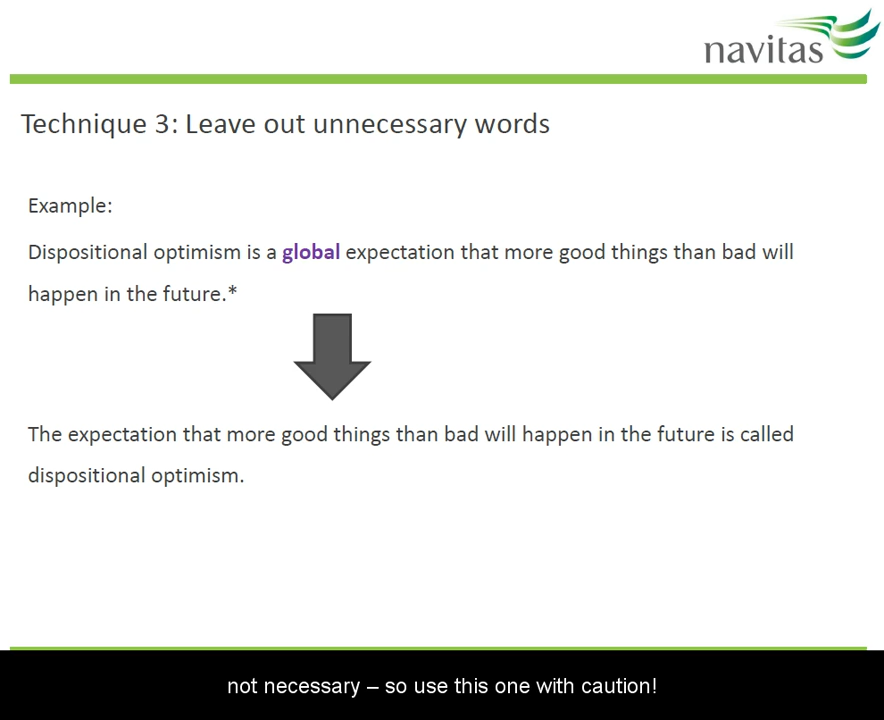 navitas
Technique 3: Leave out unnecessary words
Example:
Dispositional optimism is a global expectation that more good things than bad will
happen in the future.*
The expectation that more good things than bad will happen in the future is called
dispositional optimism.
not necessary – so use this one with caution!